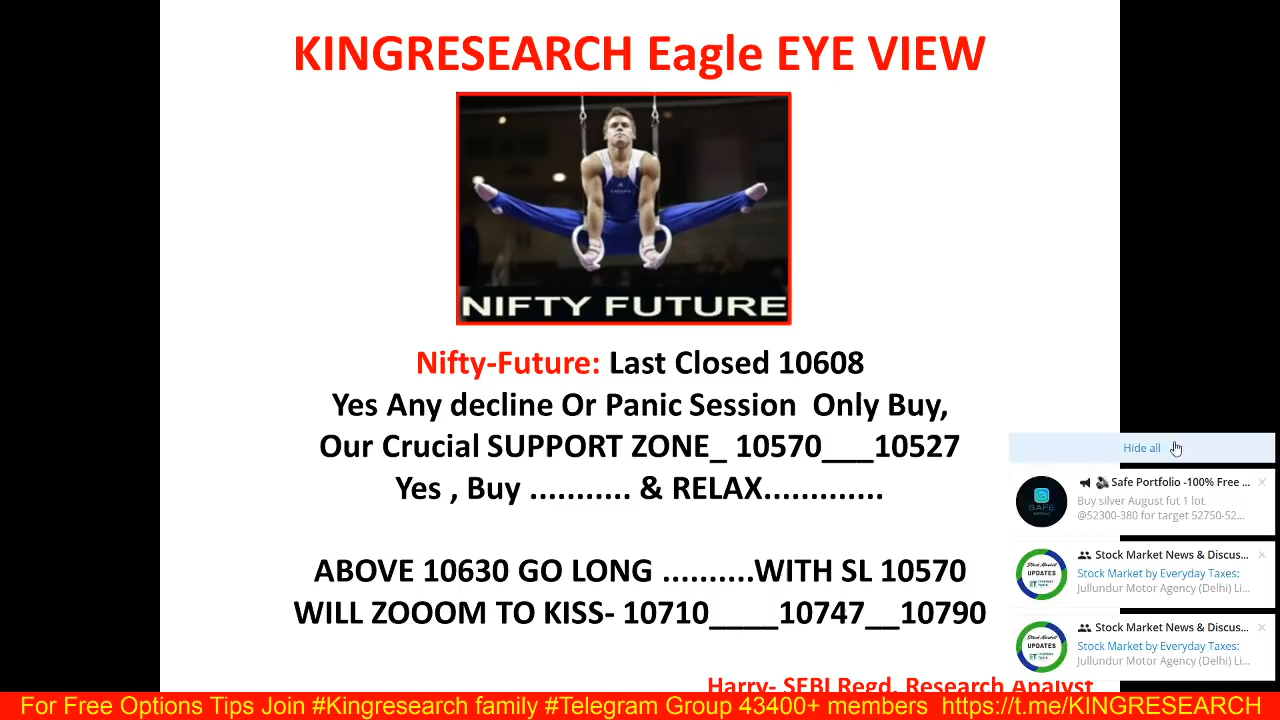 KINGRESEARCH Eagle EYE VIEW
NIFTY FUTURE
Nifty-Future: Last Closed 10608
Yes Any decline Or Panic Session Only Buy,
Our Crucial SUPPORT ZONE_ 10570___10527
Yes , Buy ........... & RELAX.............
ABOVE 10630 GO LONG ..........WITH SL 10570
WILL ZOOOM TO KISS- 10710____10747__10790
Hide all
Safe Portfolio -100% Free ...
Buy silver August fut 1 lot
@52300-380 for target 52750-52...
Stock Market News & Discus...
Stock Market by Everyday Taxes:
Jullundur Motor Agency (Delhi) Li...
Stock Market News & Discus...
Stock Market by Everyday Taxes:
Jullundur Motor Agency (Delhi) Li...
Harry- SEBI Regd. Research Analyst
For Free Options Tips Join #Kingresearch family #Telegram Group 43400+ members https://t.me/KINGRESEARCH